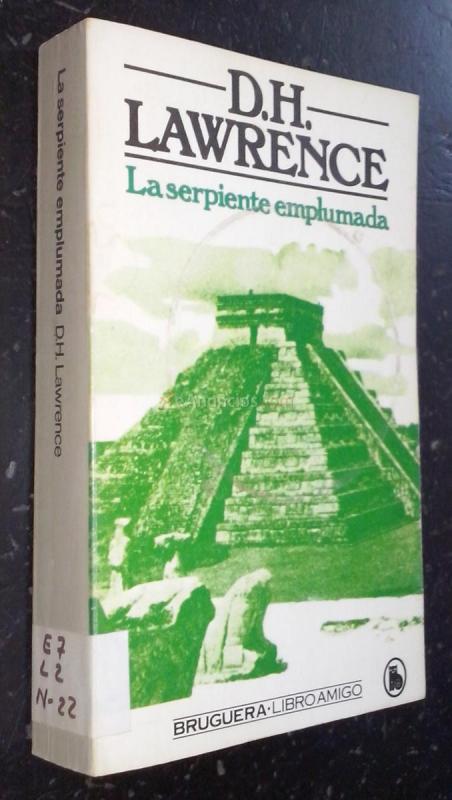 D.H.
LAWRENCE
La serpiente emplumada
BRUGUERA·LIBRO AMIGO
La serpiente emplumada D.H. Lawrence
E7
L2
N-22